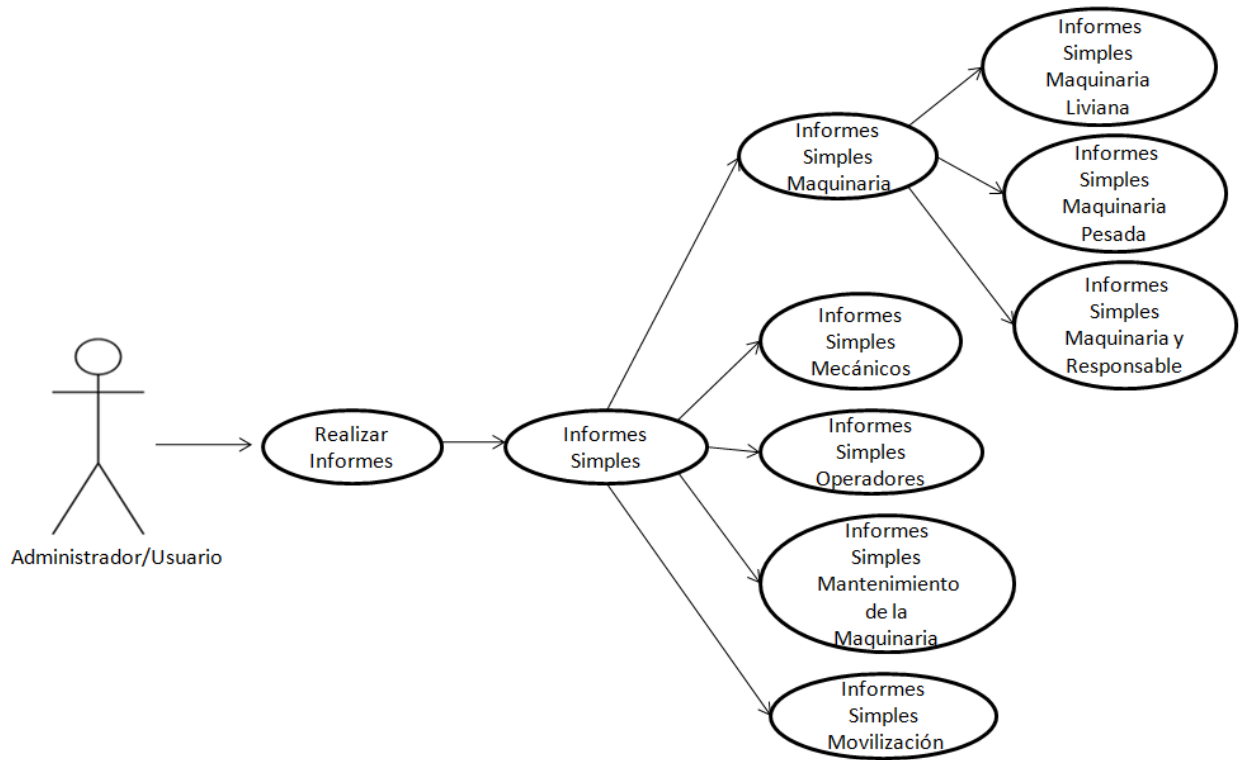 Informes
Simples
Maquinaria
Liviana
Informes
Simples
Maquinaria
Informes
Simples
Maquinaria
Pesada
Informes
Simples
Maquinaria y
Responsable
Informes
Simples
Mecánicos
Realizar
Informes
Informes
Simples
Informes
Simples
Operadores
Administrador/Usuario
Informes
Simples
Mantenimiento
de la
Maquinaria
Informes
Simples
Movilización